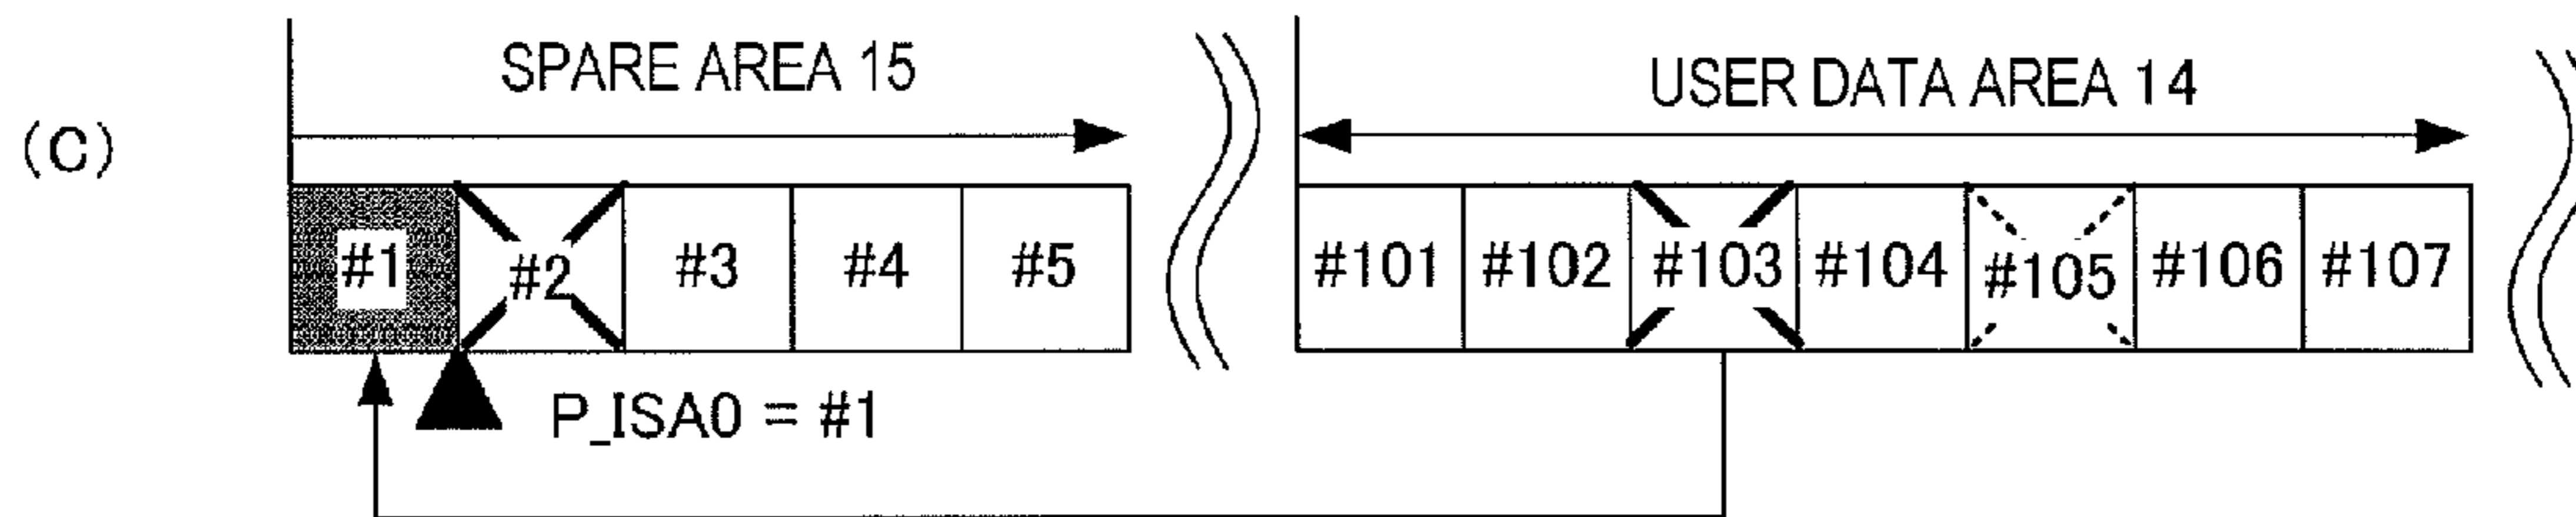 (C)
SPARE AREA 15
USER DATA AREA 14
#1 #2 #3 #4 #5
#101 #102 #103 #104 #105 #106 #107
P_ISA0 = #1